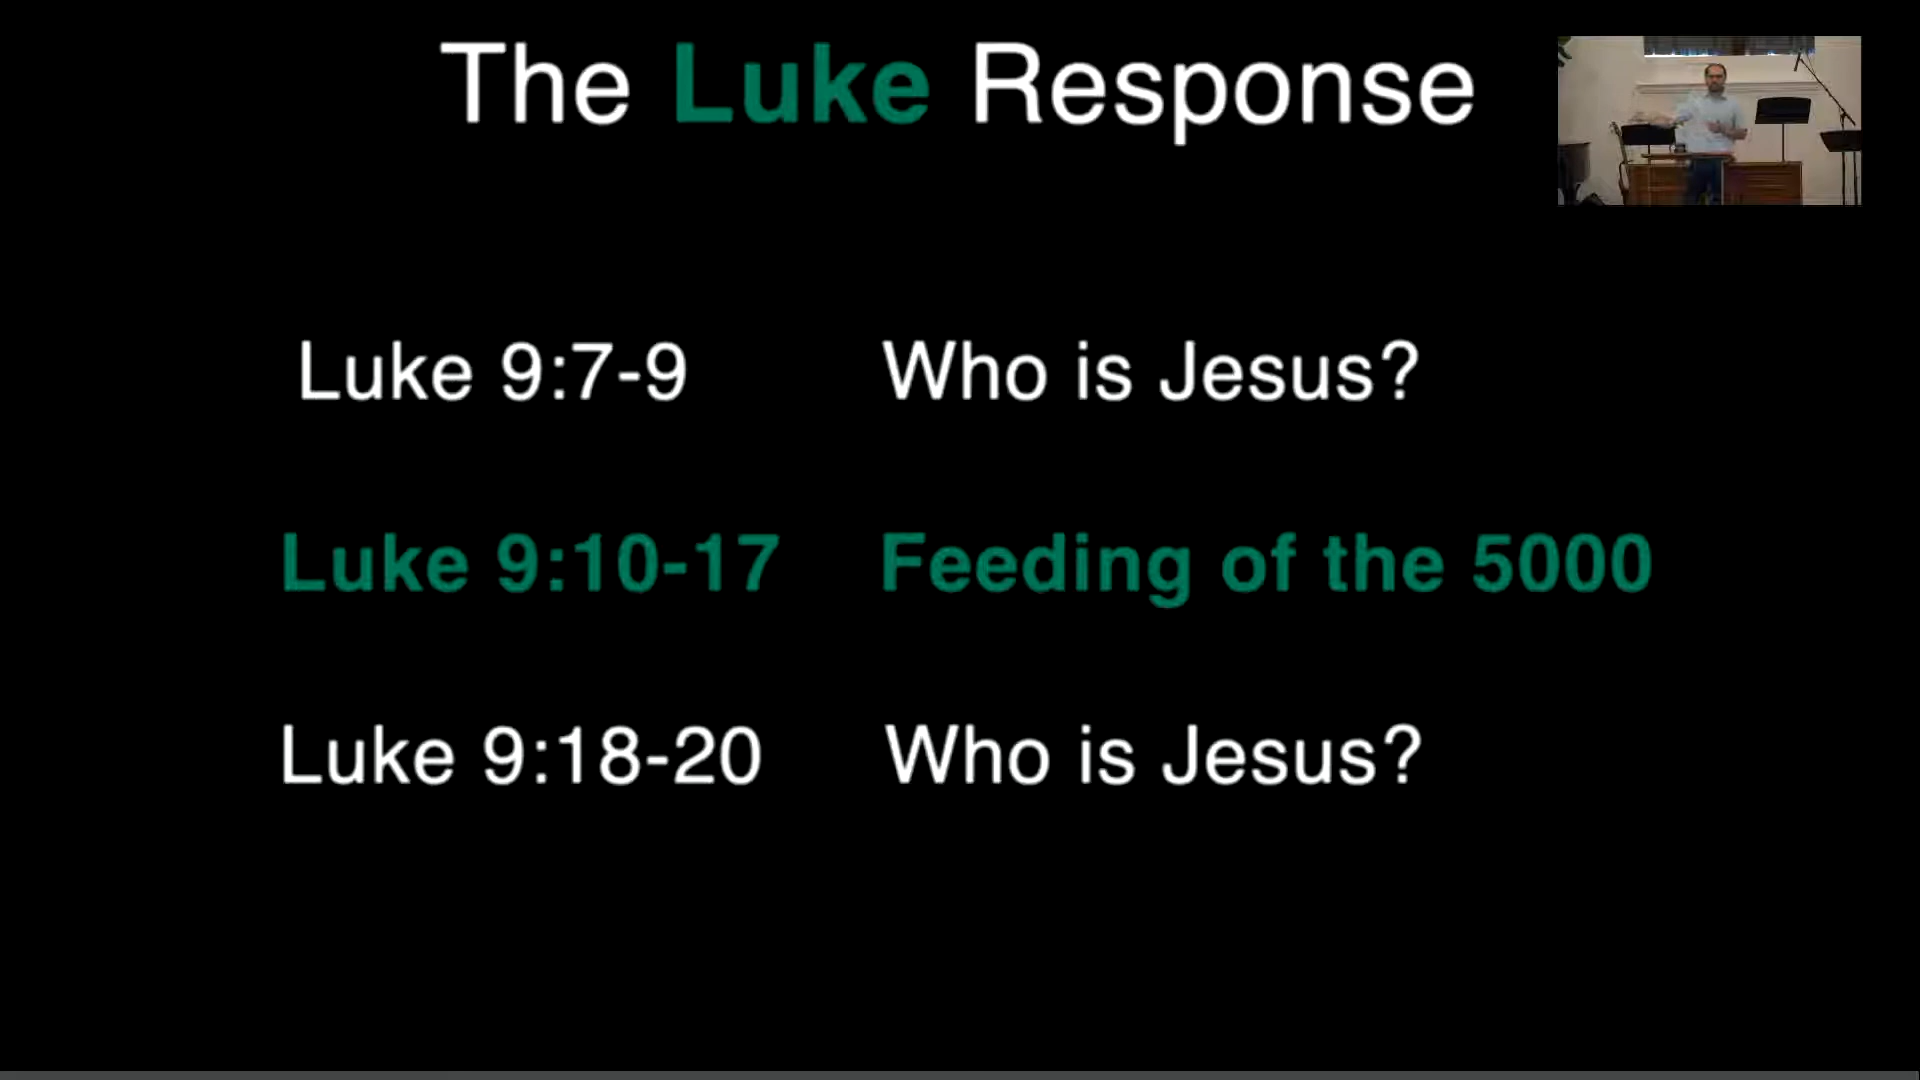 The Luke Response
Luke 9:7-9 Who is Jesus?
Luke 9:10-17 Feeding of the 5000
Luke 9:18-20 Who is Jesus?